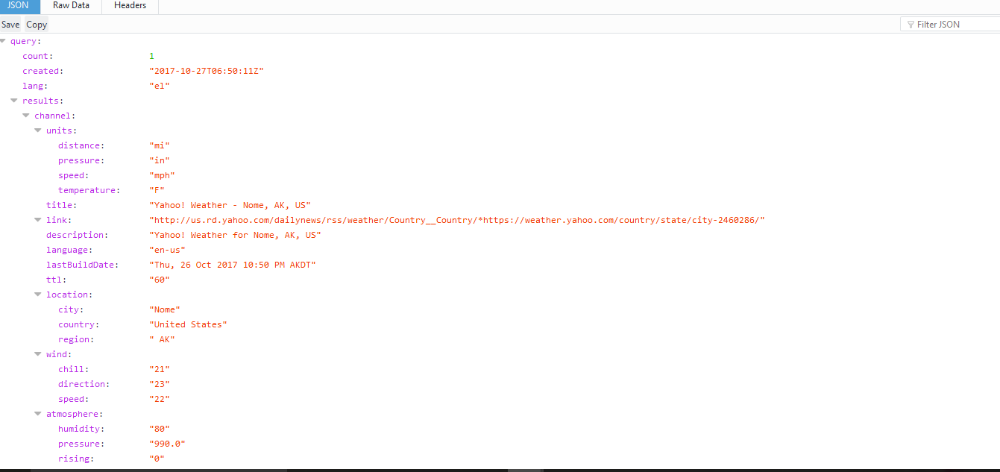 JSON Raw Data Headers
Save Copy Filter JSON
query:
count: 1
created: "2017-10-27T06:50:11Z"
lang: "el"
results:
channel:
units:
distance: "mi"
pressure: "in"
speed: "mph"
temperature: "F"
title: "Yahoo! Weather - Nome, AK, US"
link: "http://us.rd.yahoo.com/dailynews/rss/weather/Country__Country/*https://weather.yahoo.com/country/state/city-2460286/"
description: "Yahoo! Weather for Nome, AK, US"
language: "en-us"
lastBuildDate: "Thu, 26 Oct 2017 10:50 PM AKDT"
ttl: "60"
location:
city: "Nome"
country: "United States"
region: " AK"
wind:
chill: "21"
direction: "23"
speed: "22"
atmosphere:
humidity: "80"
pressure: "990.0"
rising: "0"